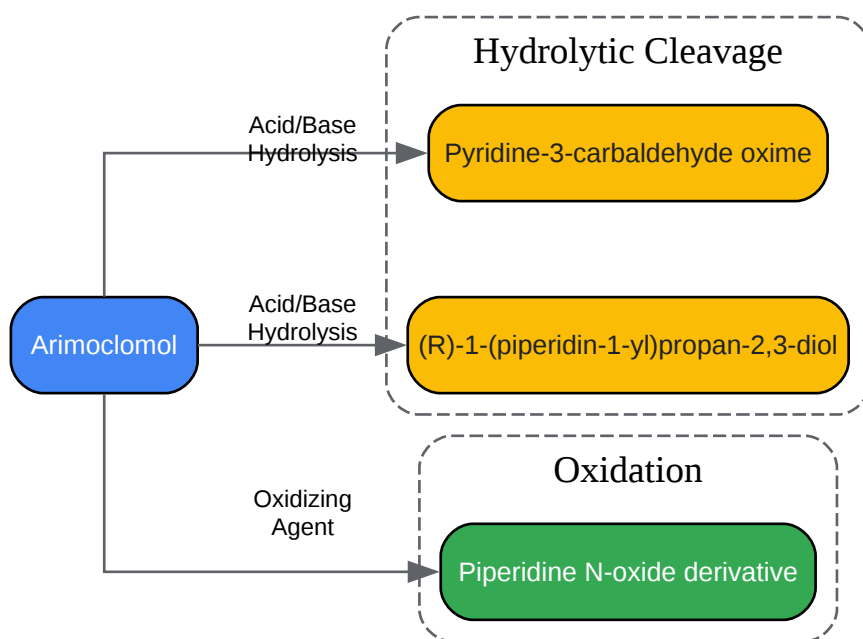 Hydrolytic Cleavage
Acid/Base
Hydrolysis
Pyridine-3-carbaldehyde oxime
Arimoclomol
Acid/Base
Hydrolysis
(R)-1-(piperidin-1-yl)propan-2,3-diol
Oxidation
Oxidizing
Agent
Piperidine N-oxide derivative